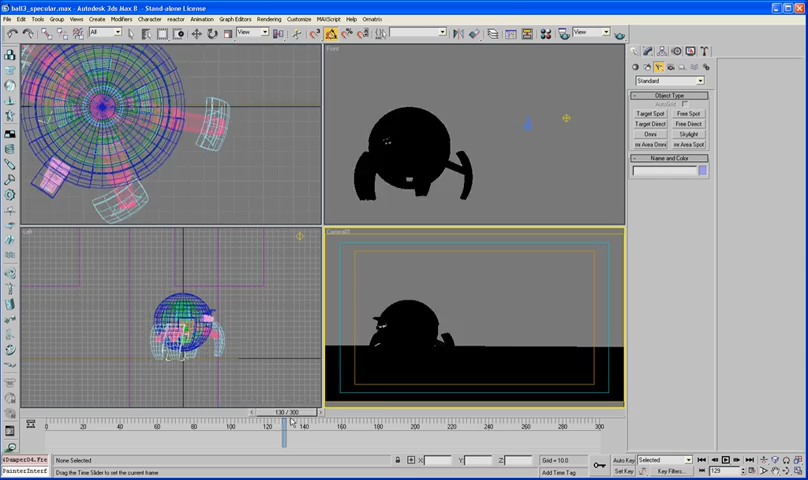 ball3_specular.max - Autodesk 3ds Max 8 - Stand-alone License
File Edit Tools Group Views Create Modifiers Character reactor Animation Graph Editors Rendering Customize MAXScript Help Ornatrix
All View View
Front
Standard
Object Type
AutoGrid
Target Spot Free Spot
Target Direct Free Direct
Omni Skylight
mr Area Omni mr Area Spot
Name and Color
Left Camera01
130 / 300
0 20 40 60 80 100 120 140 160 180 200 220 240 260 280 300
None Selected X: Y: Z: Grid = 10.0 Auto Key Selected
Drag the Time Slider to set the current frame Add Time Tag Set Key Key Filters... 129
PainterInterf